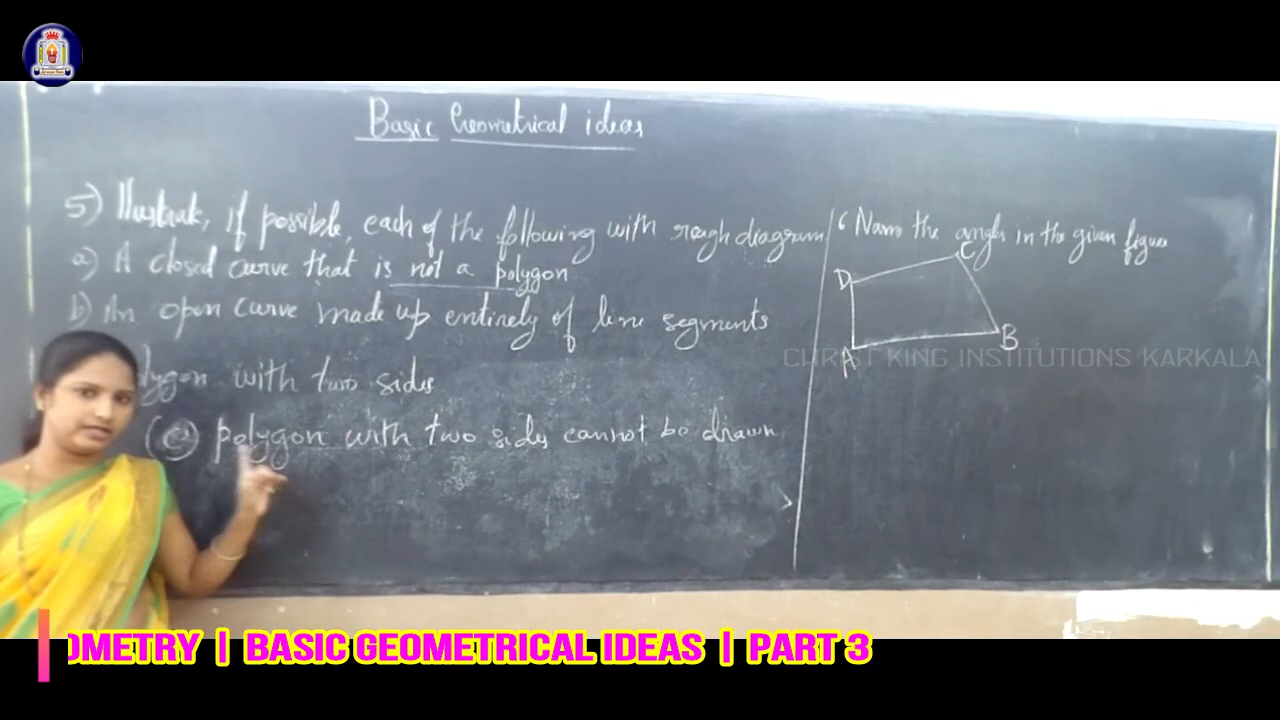 Basic Geometrical ideas
5) Illustrate, if possible, each of the following with rough diagram
a) A closed curve that is not a polygon
b) An open curve made up entirely of line segments
lygon with two sides
(c) polygon with two sides cannot be drawn
6 Name the angles in the given figure
D
C
A
B
CHRIST KING INSTITUTIONS KARKALA
OMETRY | BASIC GEOMETRICAL IDEAS | PART 3